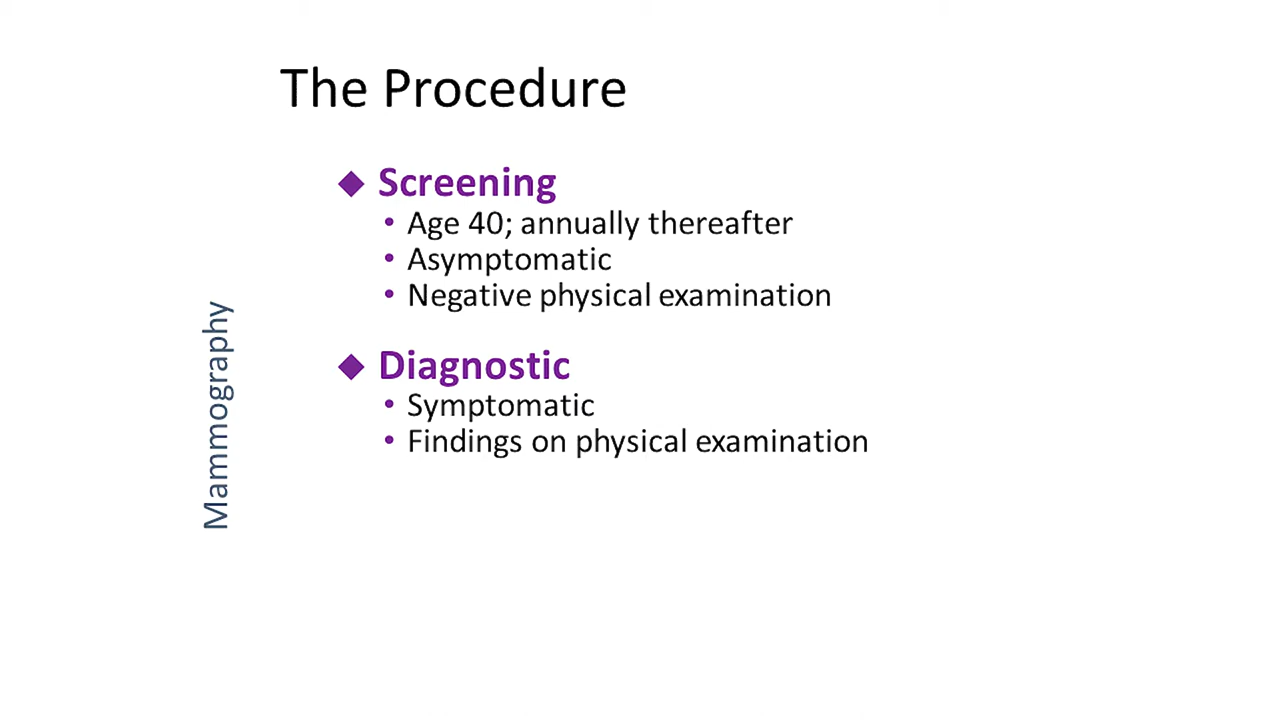 The Procedure
Screening
• Age 40; annually thereafter
• Asymptomatic
• Negative physical examination
Diagnostic
• Symptomatic
• Findings on physical examination
Mammography